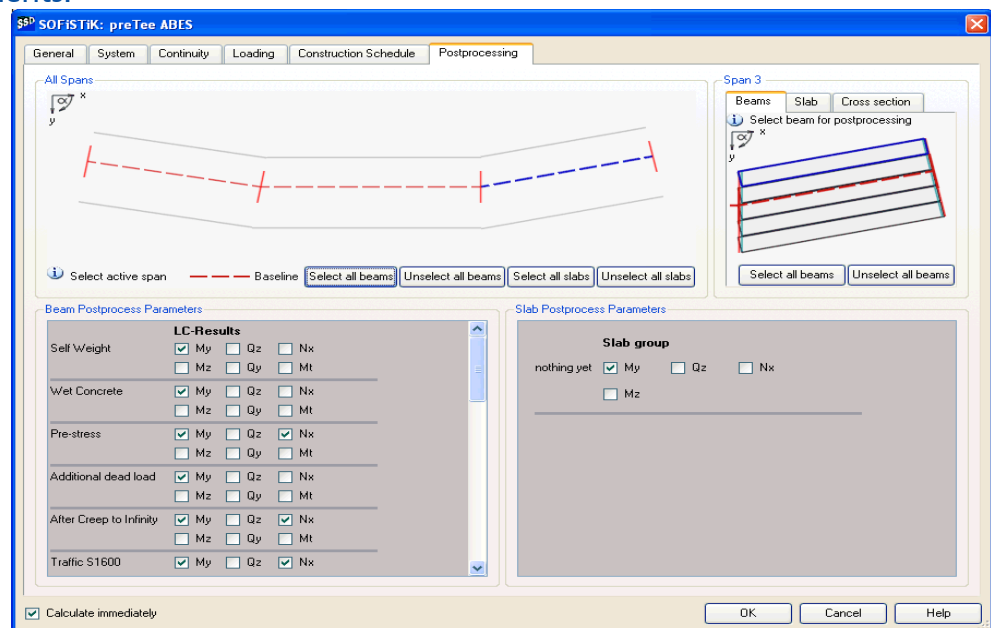 SOFiSTiK: preTee ABES
General System Continuity Loading Construction Schedule Postprocessing
All Spans
x
y
Select active span Baseline Select all beams Unselect all beams Select all slabs Unselect all slabs
Span 3
Beams Slab Cross section
Select beam for postprocessing
x
y
Select all beams Unselect all beams
Beam Postprocess Parameters
LC-Results
Self Weight My Qz Nx
Mz Qy Mt
Wet Concrete My Qz Nx
Mz Qy Mt
Pre-stress My Qz Nx
Mz Qy Mt
Additional dead load My Qz Nx
Mz Qy Mt
After Creep to Infinity My Qz Nx
Mz Qy Mt
Traffic S1600 My Qz Nx
Slab Postprocess Parameters
Slab group
nothing yet My Qz Nx
Mz
Calculate immediately OK Cancel Help